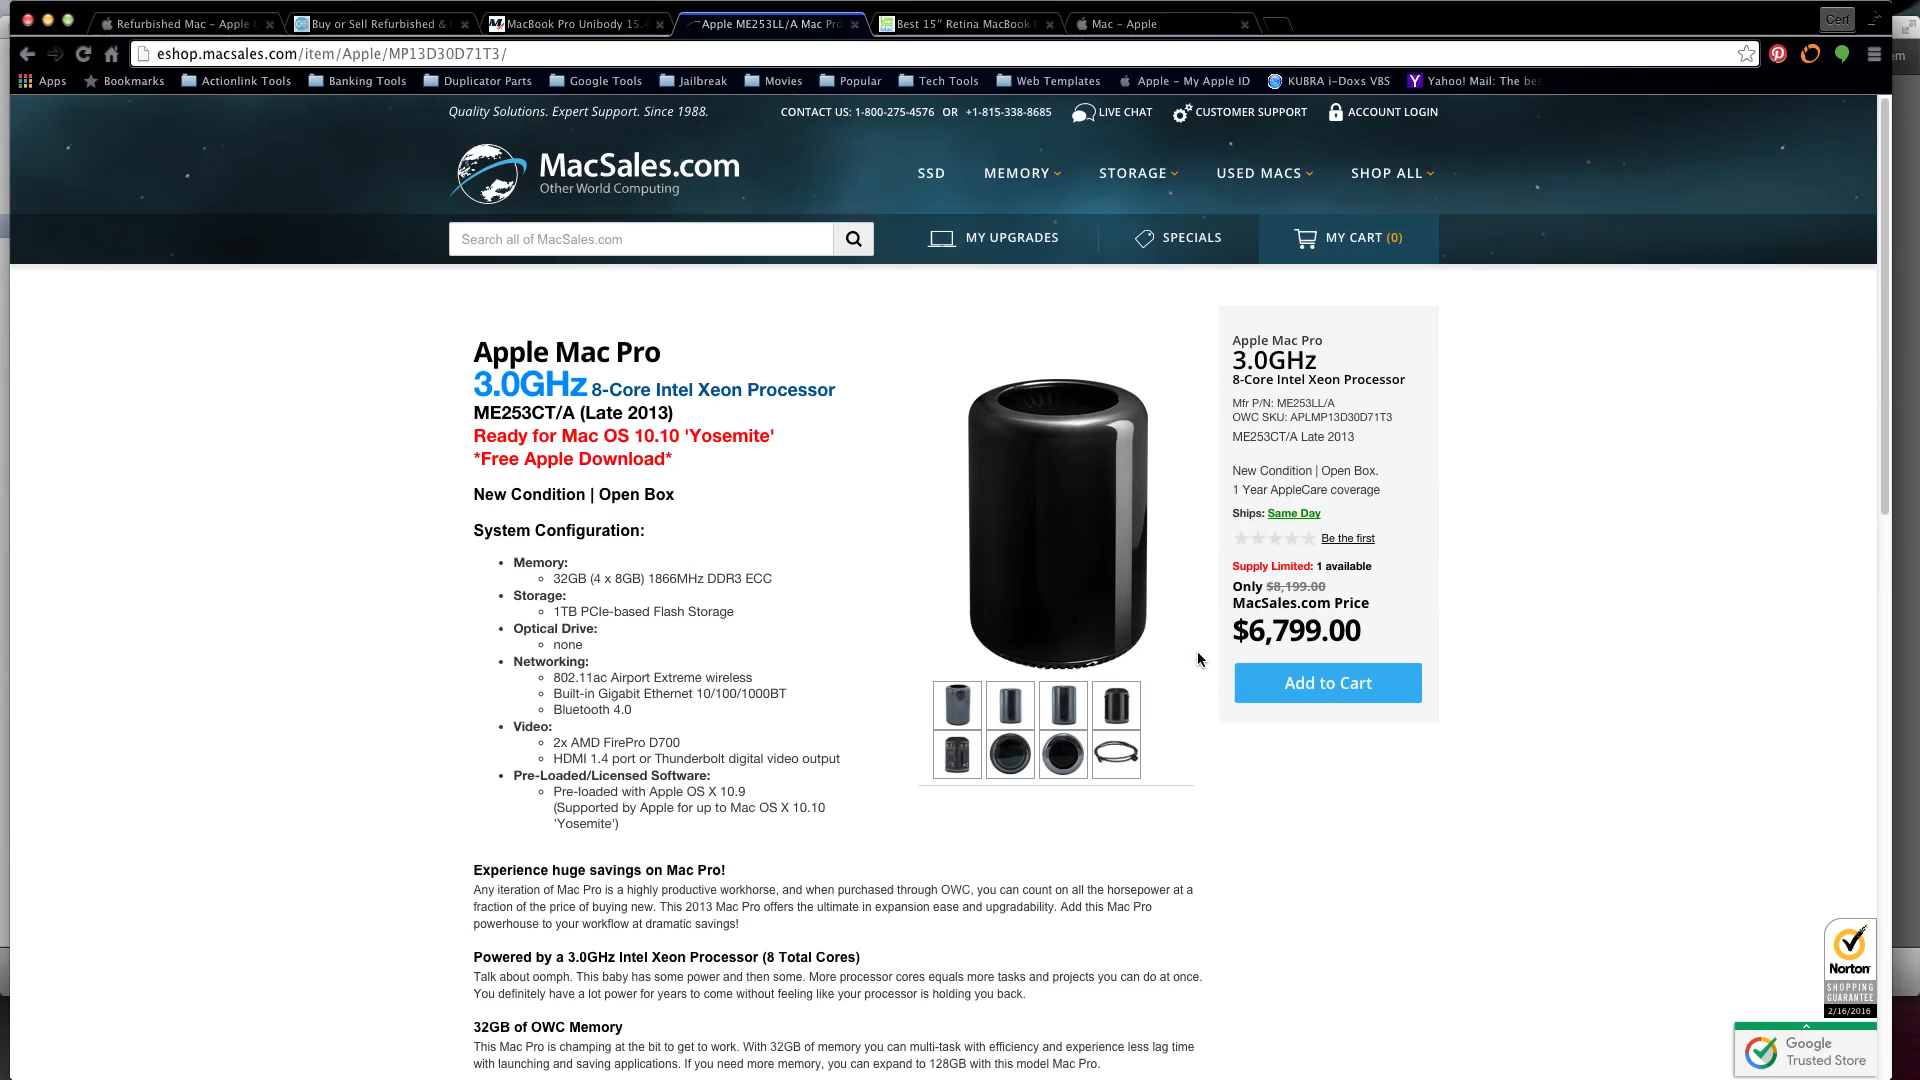 Refurbished Mac – Apple
Buy or Sell Refurbished &
MacBook Pro Unibody 15.4
Apple ME253LL/A Mac Pro
Best 15" Retina MacBook
Mac – Apple
Cerf
eshop.macsales.com/item/Apple/MP13D30D71T3/
Apps
Bookmarks
Actionlink Tools
Banking Tools
Duplicator Parts
Google Tools
Jailbreak
Movies
Popular
Tech Tools
Web Templates
Apple – My Apple ID
KUBRA i-Doxs VBS
Yahoo! Mail: The be
Quality Solutions. Expert Support. Since 1988.
CONTACT US: 1-800-275-4576 OR +1-815-338-8685
LIVE CHAT
CUSTOMER SUPPORT
ACCOUNT LOGIN
MacSales.com
Other World Computing
SSD
MEMORY
STORAGE
USED MACS
SHOP ALL
Search all of MacSales.com
MY UPGRADES
SPECIALS
MY CART (0)
Apple Mac Pro
3.0GHz 8-Core Intel Xeon Processor
ME253CT/A (Late 2013)
Ready for Mac OS 10.10 'Yosemite'
*Free Apple Download*
New Condition | Open Box
System Configuration:
• Memory:
◦ 32GB (4 x 8GB) 1866MHz DDR3 ECC
• Storage:
◦ 1TB PCIe-based Flash Storage
• Optical Drive:
◦ none
• Networking:
◦ 802.11ac Airport Extreme wireless
◦ Built-in Gigabit Ethernet 10/100/1000BT
◦ Bluetooth 4.0
• Video:
◦ 2x AMD FirePro D700
◦ HDMI 1.4 port or Thunderbolt digital video output
• Pre-Loaded/Licensed Software:
◦ Pre-loaded with Apple OS X 10.9
(Supported by Apple for up to Mac OS X 10.10
'Yosemite')
Apple Mac Pro
3.0GHz
8-Core Intel Xeon Processor
Mfr P/N: ME253LL/A
OWC SKU: APLMP13D30D71T3
ME253CT/A Late 2013
New Condition | Open Box.
1 Year AppleCare coverage
Ships: Same Day
Be the first
Supply Limited: 1 available
Only $8,199.00
MacSales.com Price
$6,799.00
Add to Cart
Experience huge savings on Mac Pro!
Any iteration of Mac Pro is a highly productive workhorse, and when purchased through OWC, you can count on all the horsepower at a
fraction of the price of buying new. This 2013 Mac Pro offers the ultimate in expansion ease and upgradability. Add this Mac Pro
powerhouse to your workflow at dramatic savings!
Powered by a 3.0GHz Intel Xeon Processor (8 Total Cores)
Talk about oomph. This baby has some power and then some. More processor cores equals more tasks and projects you can do at once.
You definitely have a lot power for years to come without feeling like your processor is holding you back.
32GB of OWC Memory
This Mac Pro is champing at the bit to get to work. With 32GB of memory you can multi-task with efficiency and experience less lag time
with launching and saving applications. If you need more memory, you can expand to 128GB with this model Mac Pro.
Norton
SHOPPING
GUARANTEE
2/16/2016
Google
Trusted Store